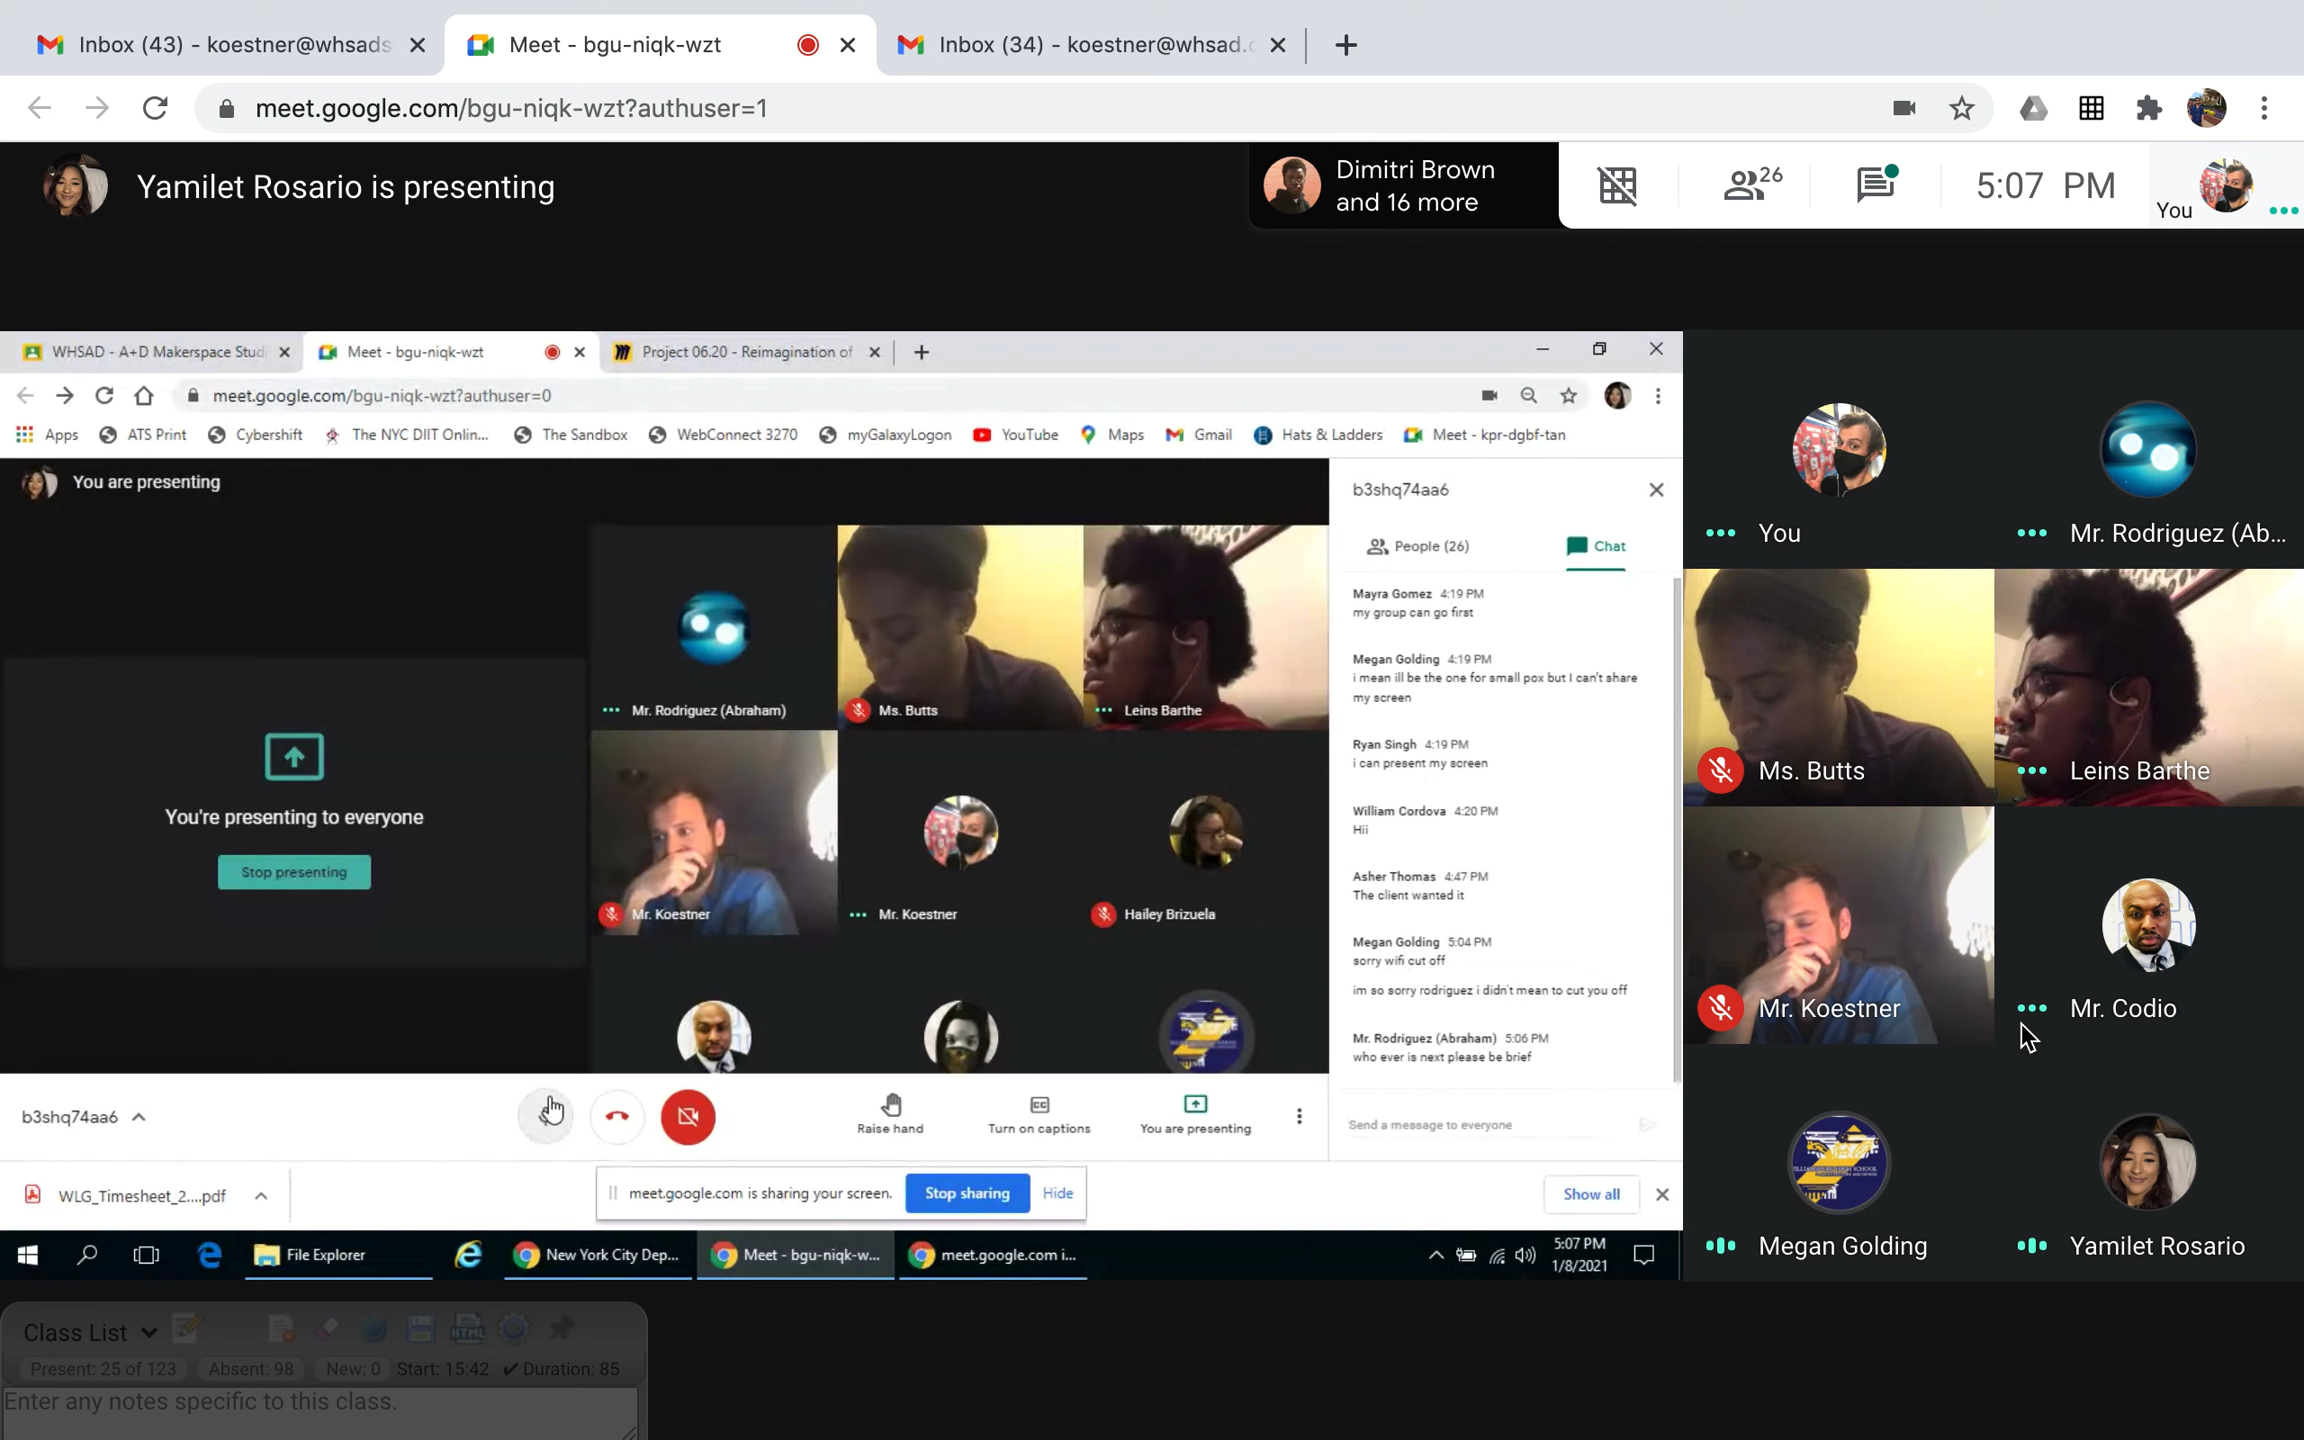 Inbox (43) - koestner@whsads
Meet - bgu-niqk-wzt
Inbox (34) - koestner@whsad.
meet.google.com/bgu-niqk-wzt?authuser=1
Yamilet Rosario is presenting
Dimitri Brown
and 16 more
26
5:07 PM
You
WHSAD - A+D Makerspace Studi
Meet - bgu-niqk-wzt
Project 06.20 - Reimagination of
meet.google.com/bgu-niqk-wzt?authuser=0
Apps
ATS Print
Cybershift
The NYC DIIT Onlin...
The Sandbox
WebConnect 3270
myGalaxyLogon
YouTube
Maps
Gmail
Hats & Ladders
Meet - kpr-dgbf-tan
You are presenting
You're presenting to everyone
Stop presenting
Mr. Rodriguez (Abraham)
Ms. Butts
Leins Barthe
Mr. Koestner
Mr. Koestner
Hailey Brizuela
b3shq74aa6
People (26)
Chat
Mayra Gomez 4:19 PM
my group can go first
Megan Golding 4:19 PM
i mean ill be the one for small pox but I can't share
my screen
Ryan Singh 4:19 PM
i can present my screen
William Cordova 4:20 PM
Hii
Asher Thomas 4:47 PM
The client wanted it
Megan Golding 5:04 PM
sorry wifi cut off
im so sorry rodriguez i didn't mean to cut you off
Mr. Rodriguez (Abraham) 5:06 PM
who ever is next please be brief
Send a message to everyone
b3shq74aa6
Raise hand
Turn on captions
You are presenting
WLG_Timesheet_2....pdf
meet.google.com is sharing your screen.
Stop sharing
Hide
Show all
File Explorer
New York City Dep...
Meet - bgu-niqk-w...
meet.google.com i...
5:07 PM
1/8/2021
You
Mr. Rodriguez (Ab...
Ms. Butts
Leins Barthe
Mr. Koestner
Mr. Codio
Megan Golding
Yamilet Rosario
Class List
HTML
Present: 25 of 123
Absent: 98
New: 0
Start: 15:42
✔ Duration: 85
Enter any notes specific to this class.